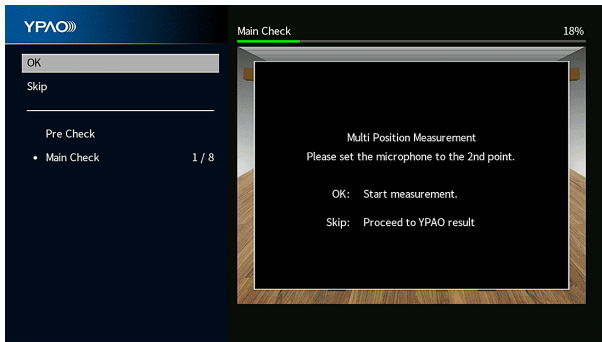 YPAO
OK
Skip
Pre Check
• Main Check 1 / 8
Main Check 18%
Multi Position Measurement
Please set the microphone to the 2nd point.
OK: Start measurement.
Skip: Proceed to YPAO result